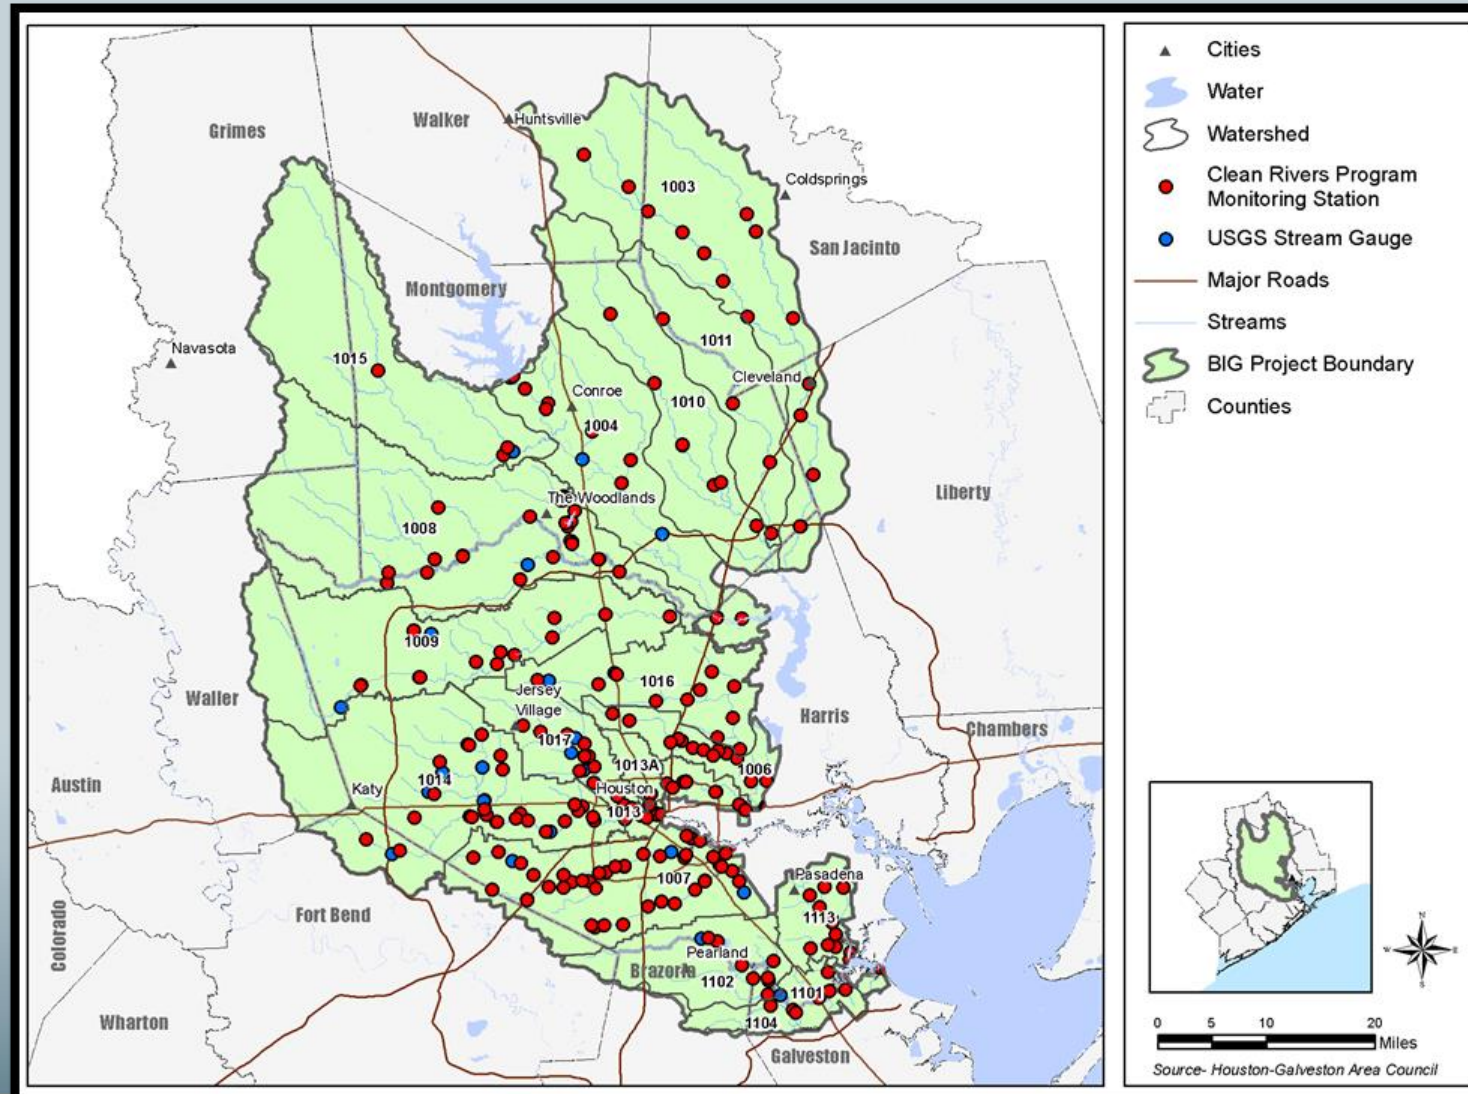 Grimes
Walker
Huntsville
1003
Coldsprings
San Jacinto
Montgomery
Navasota
1015
1011
Cleveland
Conroe
1010
1004
Liberty
The Woodlands
1008
1009
Waller
1016
Jersey
Village
Harris
Chambers
1017
1013A
1006
1014
Austin
Katy
Houston
1013
1007
Pasadena
Fort Bend
1113
Colorado
Pearland
Brazoria
1102
1101
1104
Wharton
Galveston
Cities
Water
Watershed
Clean Rivers Program
Monitoring Station
USGS Stream Gauge
Major Roads
Streams
BIG Project Boundary
Counties
N
W
E
S
0 5 10 20
Miles
Source- Houston-Galveston Area Council